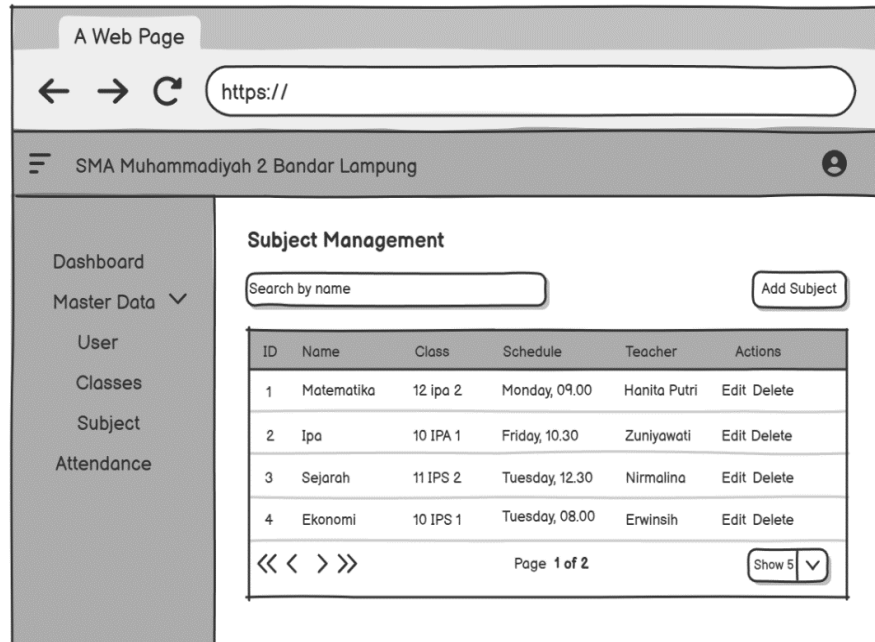 A Web Page
https://
SMA Muhammadiyah 2 Bandar Lampung
Dashboard
Master Data
User
Classes
Subject
Attendance
Subject Management
Search by name
Add Subject
ID Name Class Schedule Teacher Actions
1 Matematika 12 ipa 2 Monday, 09.00 Hanita Putri Edit Delete
2 Ipa 10 IPA 1 Friday, 10.30 Zuniyawati Edit Delete
3 Sejarah 11 IPS 2 Tuesday, 12.30 Nirmalina Edit Delete
4 Ekonomi 10 IPS 1 Tuesday, 08.00 Erwinsih Edit Delete
Page 1 of 2
Show 5